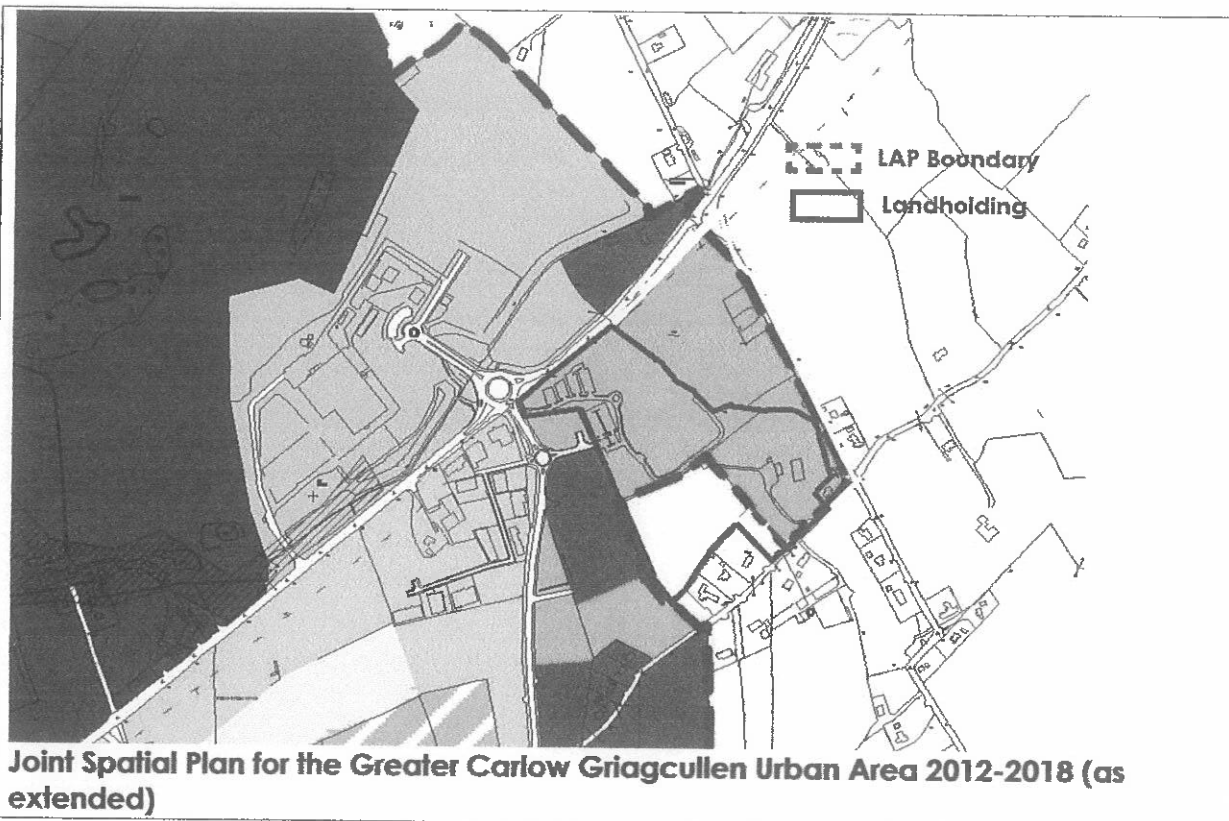 LAP Boundary
Landholding
Joint Spatial Plan for the Greater Carlow Griagcullen Urban Area 2012-2018 (as
extended)